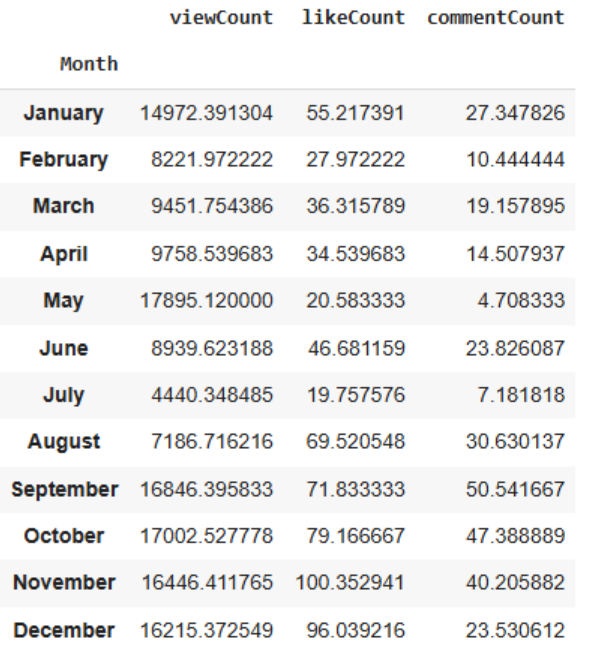 viewCount likeCount commentCount
Month
January 14972.391304 55.217391 27.347826
February 8221.972222 27.972222 10.444444
March 9451.754386 36.315789 19.157895
April 9758.539683 34.539683 14.507937
May 17895.120000 20.583333 4.708333
June 8939.623188 46.681159 23.826087
July 4440.348485 19.757576 7.181818
August 7186.716216 69.520548 30.630137
September 16846.395833 71.833333 50.541667
October 17002.527778 79.166667 47.388889
November 16446.411765 100.352941 40.205882
December 16215.372549 96.039216 23.530612